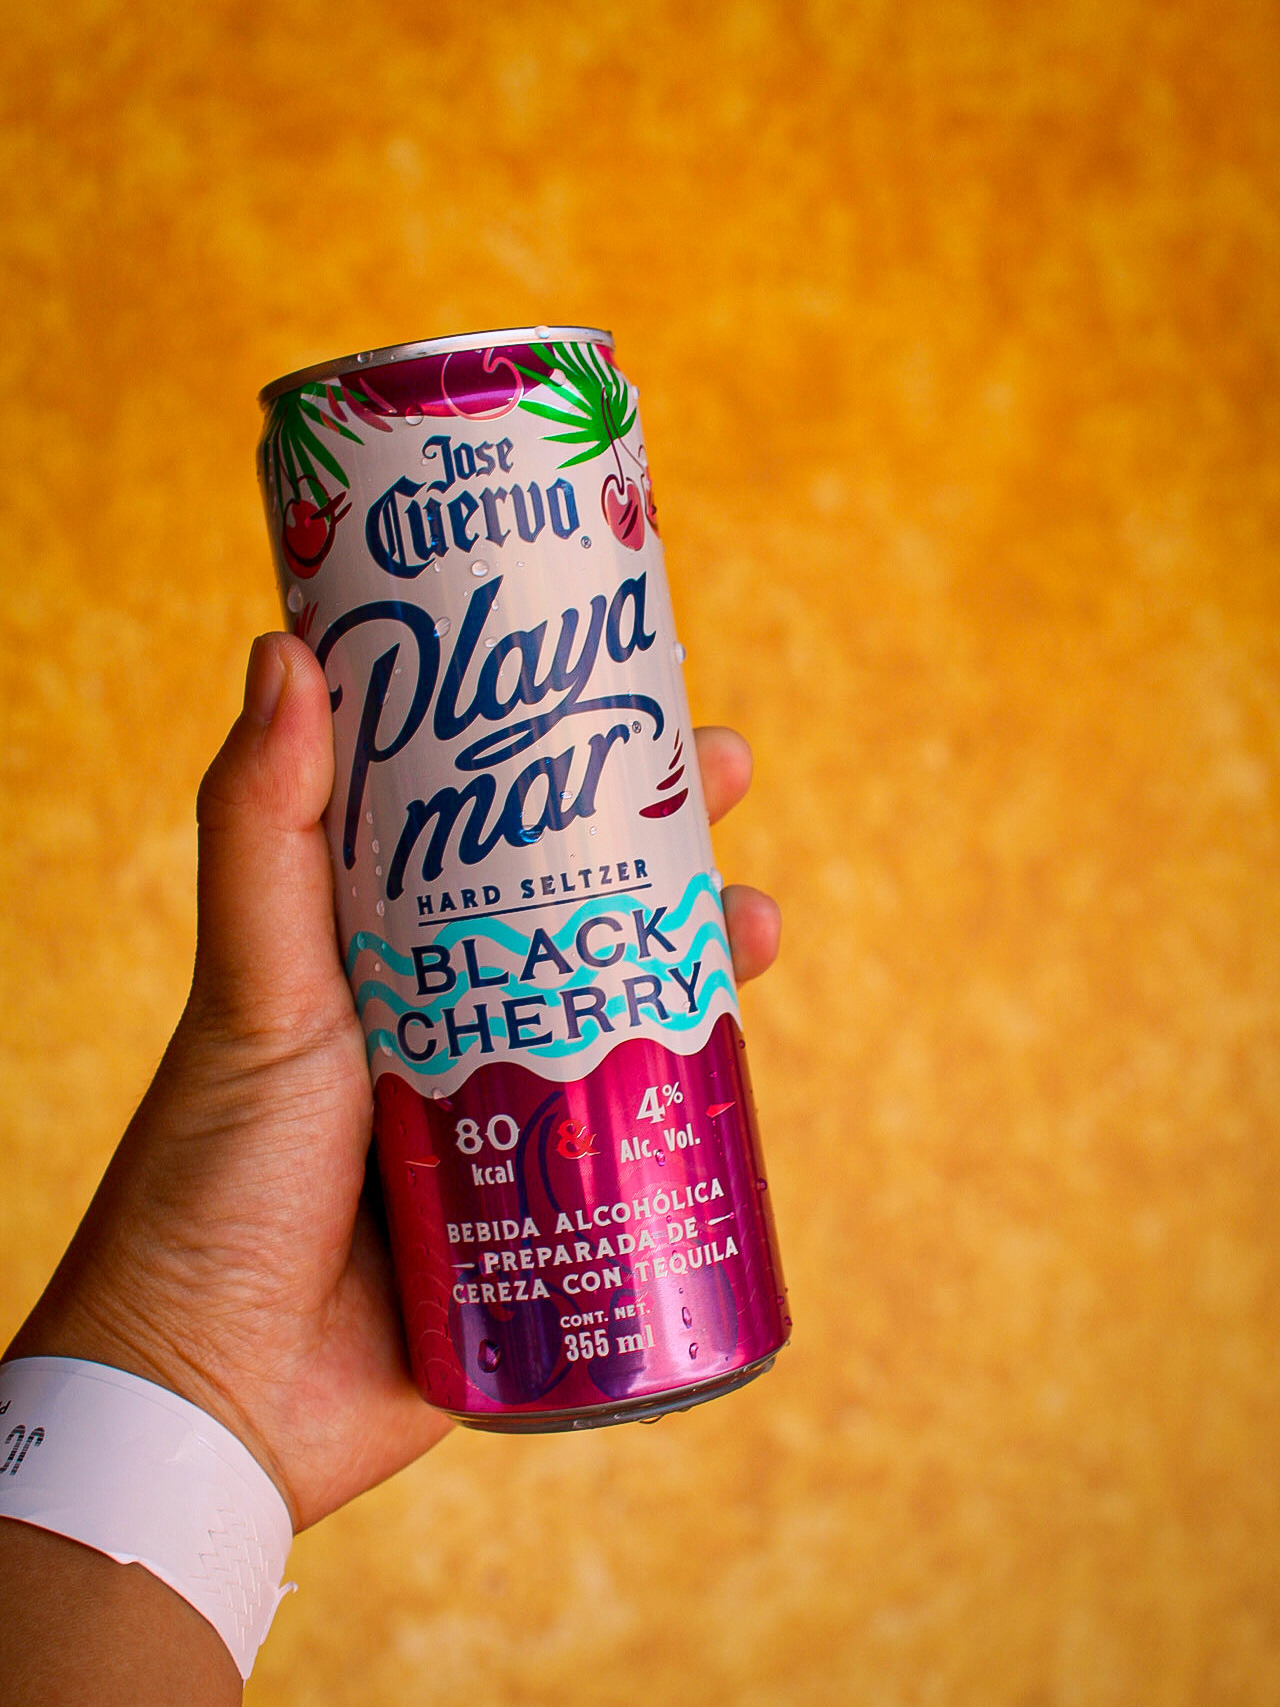 Jose
Cuervo®
Playa
mar®
HARD SELTZER
BLACK
CHERRY
80 & 4%
kcal Alc. Vol.
BEBIDA ALCOHÓLICA
— PREPARADA DE —
CEREZA CON TEQUILA
CONT. NET.
355 ml